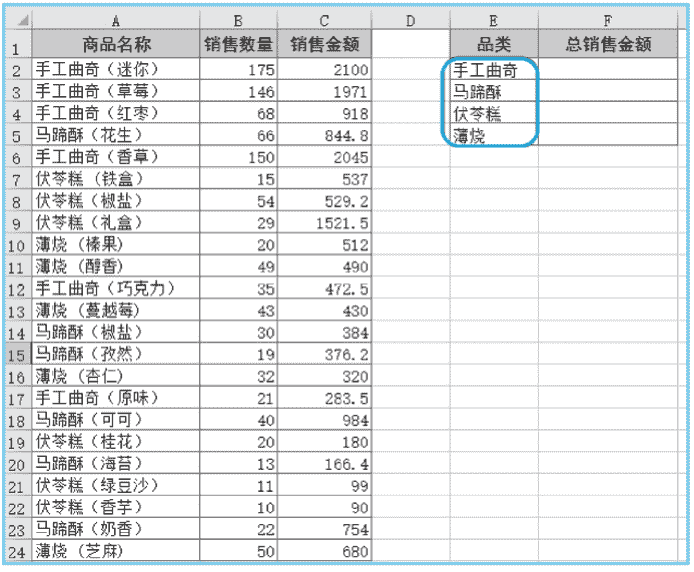 A B C D E F
1 商品名称 销售数量 销售金额 品类 总销售金额
2 手工曲奇（迷你） 175 2100 手工曲奇
3 手工曲奇（草莓） 146 1971 马蹄酥
4 手工曲奇（红枣） 68 918 伏苓糕
5 马蹄酥（花生） 66 844.8 薄烧
6 手工曲奇（香草） 150 2045
7 伏苓糕（铁盒） 15 537
8 伏苓糕（椒盐） 54 529.2
9 伏苓糕（礼盒） 29 1521.5
10 薄烧（榛果) 20 512
11 薄烧（醇香) 49 490
12 手工曲奇（巧克力） 35 472.5
13 薄烧（蔓越莓) 43 430
14 马蹄酥（椒盐） 30 384
15 马蹄酥（孜然） 19 376.2
16 薄烧（杏仁) 32 320
17 手工曲奇（原味） 21 283.5
18 马蹄酥（可可） 40 984
19 伏苓糕（桂花） 20 180
20 马蹄酥（海苔） 13 166.4
21 伏苓糕（绿豆沙） 11 99
22 伏苓糕（香芋） 10 90
23 马蹄酥（奶香） 22 754
24 薄烧（芝麻) 50 680